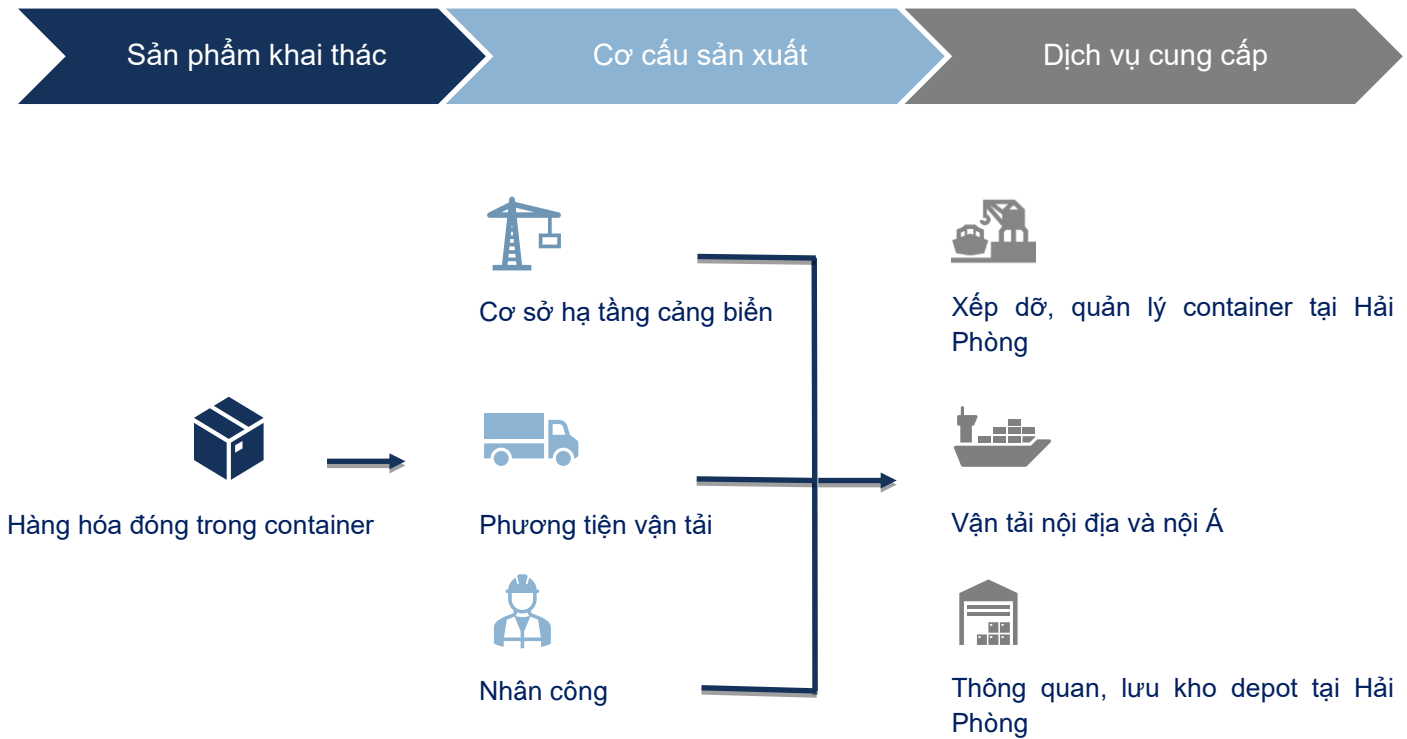 Sản phẩm khai thác
Cơ cấu sản xuất
Dịch vụ cung cấp
Hàng hóa đóng trong container
Cơ sở hạ tầng cảng biển
Phương tiện vận tải
Nhân công
Xếp dỡ, quản lý container tại Hải
Phòng
Vận tải nội địa và nội Á
Thông quan, lưu kho depot tại Hải
Phòng